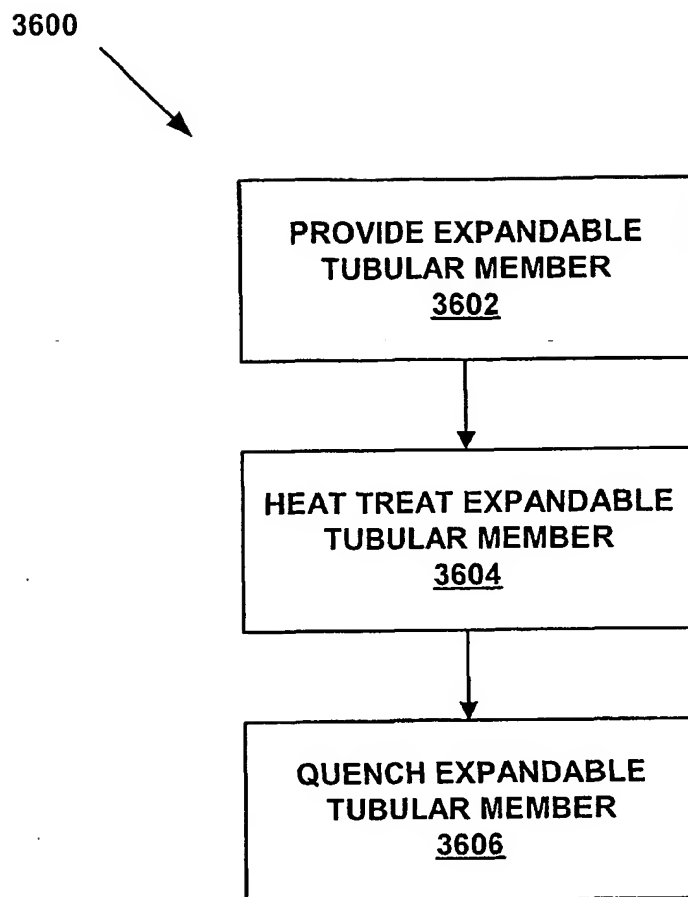 3600
PROVIDE EXPANDABLE
TUBULAR MEMBER
3602
HEAT TREAT EXPANDABLE
TUBULAR MEMBER
3604
QUENCH EXPANDABLE
TUBULAR MEMBER
3606